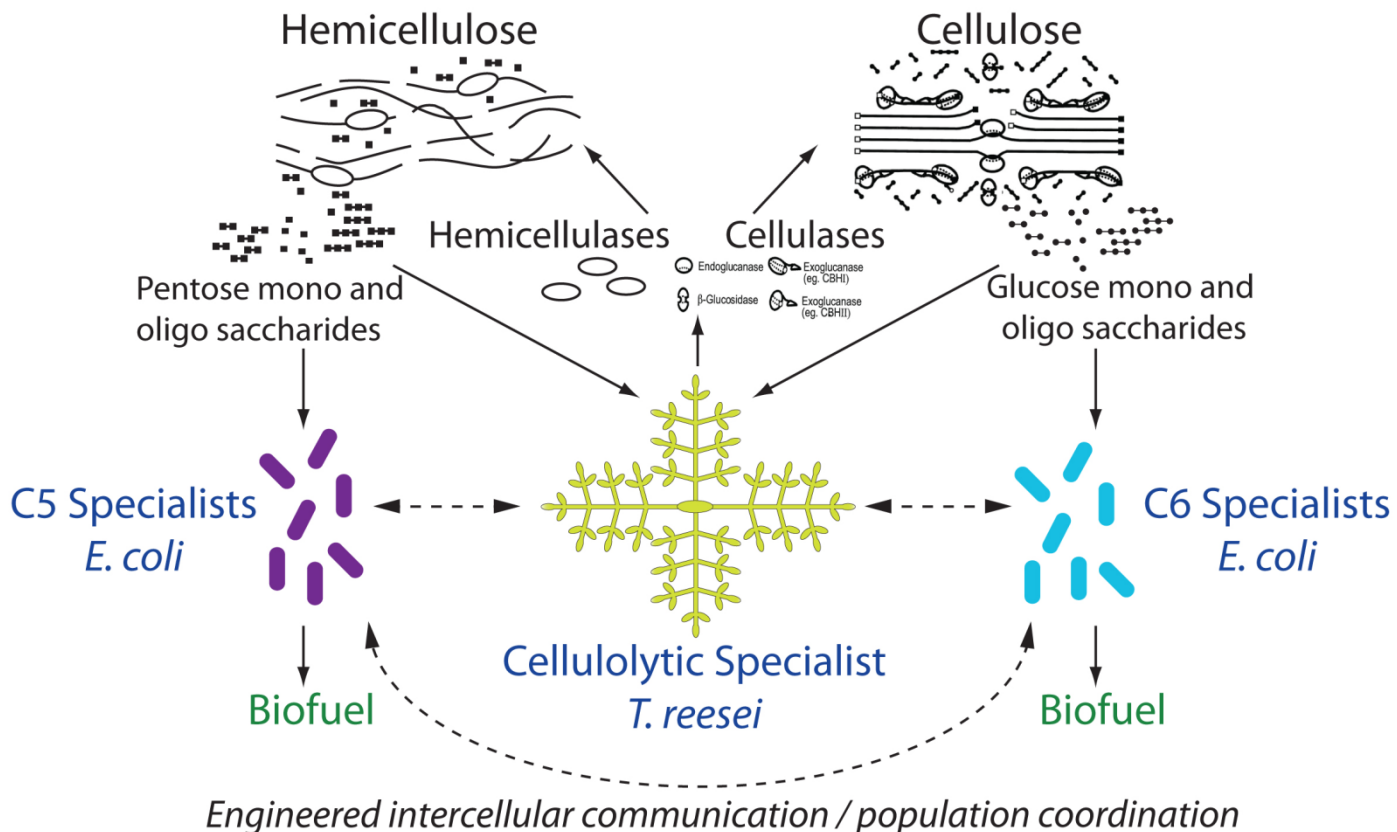 Hemicellulose
Cellulose
Hemicellulases
Cellulases
Endoglucanase
Exoglucanase
(eg. CBHI)
β-Glucosidase
Exoglucanase
(eg. CBHII)
Pentose mono and
oligo saccharides
Glucose mono and
oligo saccharides
C5 Specialists
E. coli
C6 Specialists
E. coli
Cellulolytic Specialist
T. reesei
Biofuel
Biofuel
Engineered intercellular communication / population coordination